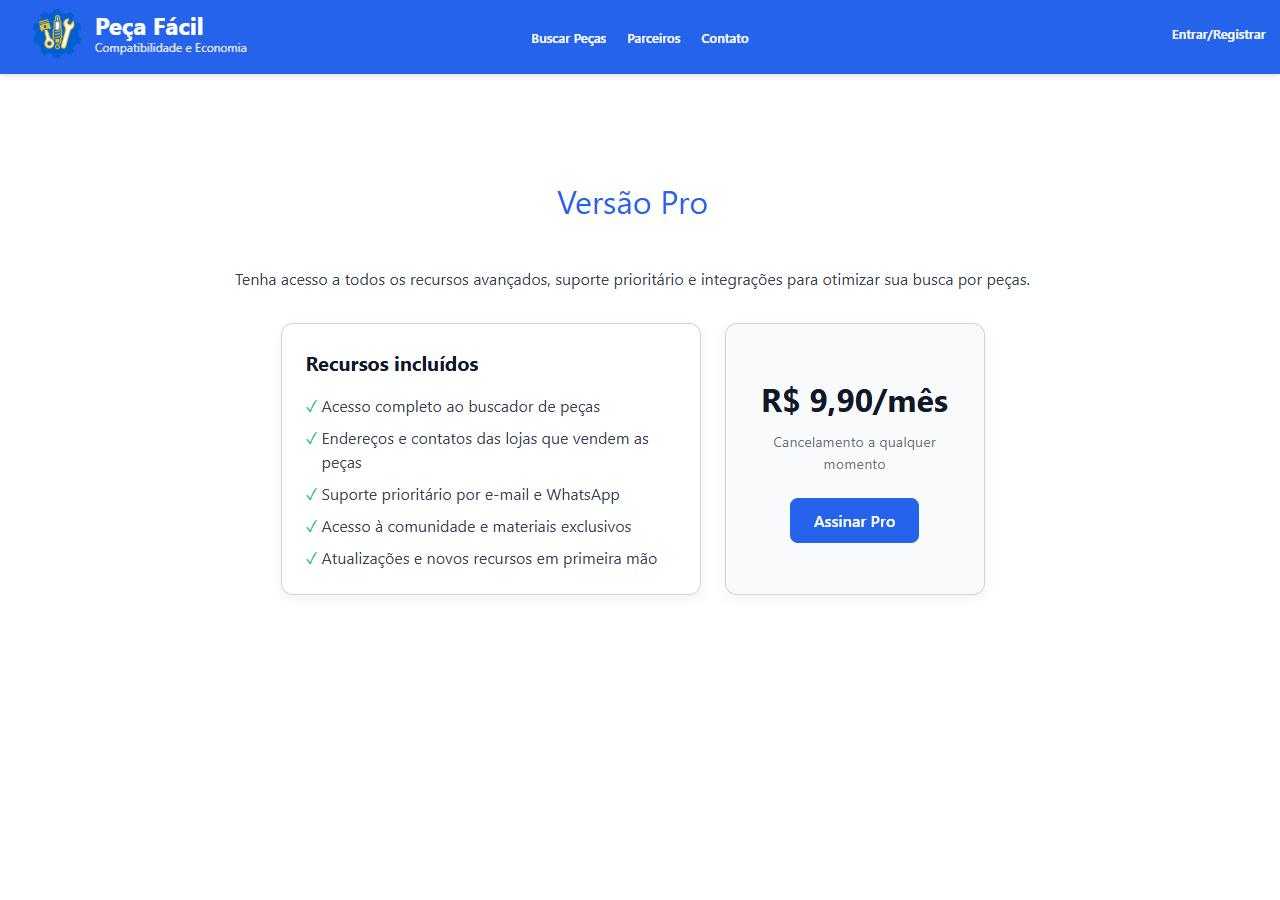 Peça Fácil
Compatibilidade e Economia
Buscar Peças
Parceiros
Contato
Entrar/Registrar
Versão Pro
Tenha acesso a todos os recursos avançados, suporte prioritário e integrações para otimizar sua busca por peças.
Recursos incluídos
✓ Acesso completo ao buscador de peças
✓ Endereços e contatos das lojas que vendem as
peças
✓ Suporte prioritário por e-mail e WhatsApp
✓ Acesso à comunidade e materiais exclusivos
✓ Atualizações e novos recursos em primeira mão
R$ 9,90/mês
Cancelamento a qualquer
momento
Assinar Pro